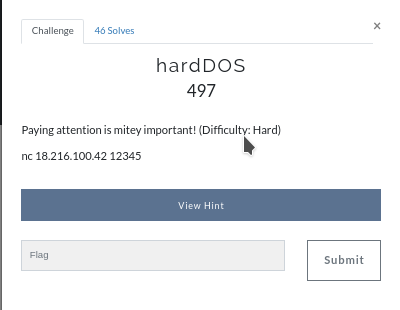 Challenge
46 Solves
×
hardDOS
497
Paying attention is mitey important! (Difficulty: Hard)
nc 18.216.100.42 12345
View Hint
Flag
Submit